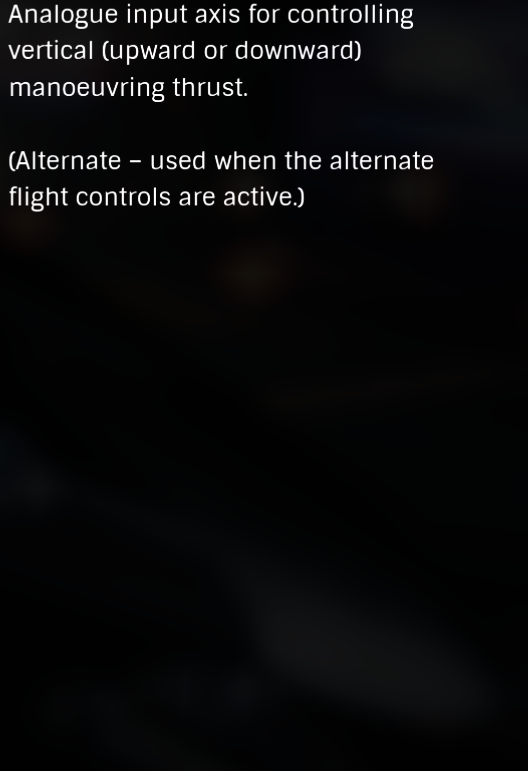 Analogue input axis for controlling
vertical (upward or downward)
manoeuvring thrust.
(Alternate – used when the alternate
flight controls are active.)